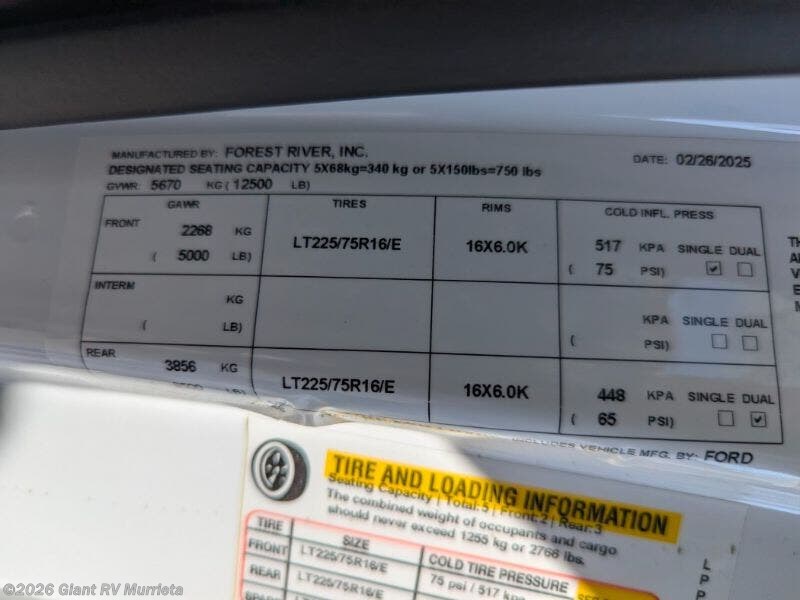 MANUFACTURED BY: FOREST RIVER, INC.
DATE: 02/26/2025
DESIGNATED SEATING CAPACITY 5X68kg=340 kg or 5X150lbs=750 lbs
GVWR: 5670 KG ( 12500 LB)
GAWR TIRES RIMS COLD INFL. PRESS
FRONT 2268 KG LT225/75R16/E 16X6.0K 517 KPA SINGLE DUAL
( 5000 LB) ( 75 PSI) ☑ ☐
INTERM KG KPA SINGLE DUAL
( LB) ( PSI) ☐ ☐
REAR 3856 KG LT225/75R16/E 16X6.0K 448 KPA SINGLE DUAL
LB) ( 65 PSI) ☐ ☑
INCLUDES VEHICLE MFG. BY: FORD
TIRE AND LOADING INFORMATION
Seating Capacity | Total: 5 | Front: 2 | Rear: 3
The combined weight of occupants and cargo
should never exceed 1255 kg or 2768 lbs.
TIRE SIZE COLD TIRE PRESSURE
FRONT LT225/75R16/E 75 psi / 517 kpa
REAR LT225/75R16/E
©2026 Giant RV Murrieta